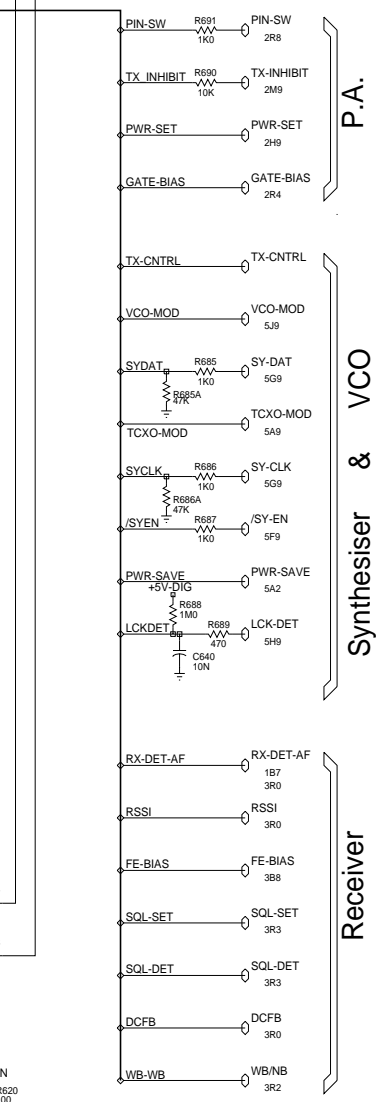 PIN-SW R691 1K0 PIN-SW 2R8
TX INHIBIT R690 10K TX-INHIBIT 2M9
PWR-SET PWR-SET 2H9
GATE-BIAS GATE-BIAS 2R4
P.A.
TX-CNTRL TX-CNTRL
VCO-MOD VCO-MOD 5J9
SYDAT R685 1K0 SY-DAT 5G9
R685A 47K
TCXO-MOD TCXO-MOD 5A9
SYCLK R686 1K0 SY-CLK 5G9
R686A 47K
/SYEN R687 1K0 /SY-EN 5F9
PWR-SAVE PWR-SAVE 5A2
+5V-DIG
R688 1M0
LCKDET R689 470 LCK-DET 5H9
C640 10N
Synthesiser & VCO
RX-DET-AF RX-DET-AF 1B7 3R0
RSSI RSSI 3R0
FE-BIAS FE-BIAS 3B8
SQL-SET SQL-SET 3R3
SQL-DET SQL-DET 3R3
DCFB DCFB 3R0
WB-WB WB/NB 3R2
Receiver